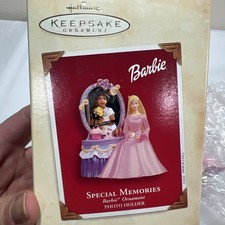 Hallmark
KEEPSAKE
ORNAMENT
Barbie
SPECIAL MEMORIES
Barbie™ Ornament
PHOTO HOLDER